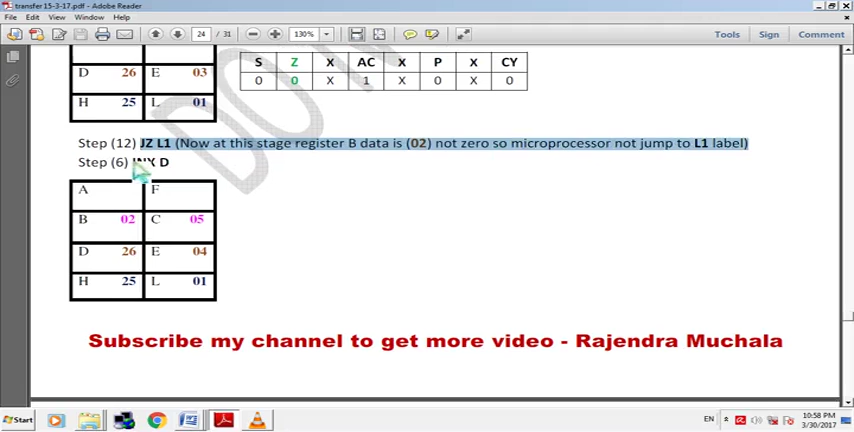 transfer 15-3-17.pdf - Adobe Reader
File Edit View Window Help
24 / 31 130% Tools Sign Comment
D 26 E 03
H 25 L 01
S Z X AC X P X CY
0 0 X 1 X 0 X 0
DO NOT
Step (12) JZ L1 (Now at this stage register B data is (02) not zero so microprocessor not jump to L1 label)
Step (6) INX D
A F
B 02 C 05
D 26 E 04
H 25 L 01
Subscribe my channel to get more video - Rajendra Muchala
Start EN 10:58 PM
3/30/2017